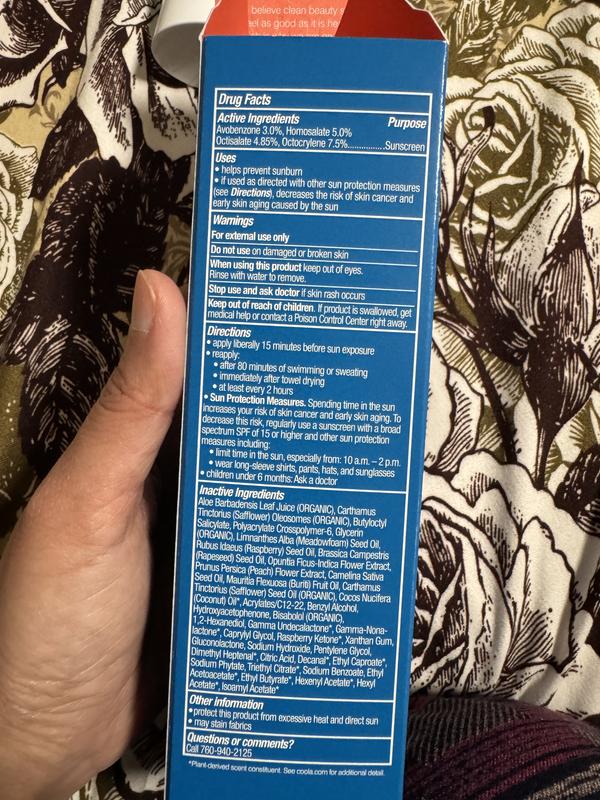 believe clean beauty s
el as good as it is he
Drug Facts
Active Ingredients Purpose
Avobenzone 3.0%, Homosalate 5.0%
Octisalate 4.85%, Octocrylene 7.5%...............Sunscreen
Uses
• helps prevent sunburn
• if used as directed with other sun protection measures
(see Directions), decreases the risk of skin cancer and
early skin aging caused by the sun
Warnings
For external use only
Do not use on damaged or broken skin
When using this product keep out of eyes.
Rinse with water to remove.
Stop use and ask doctor if skin rash occurs
Keep out of reach of children. If product is swallowed, get
medical help or contact a Poison Control Center right away.
Directions
• apply liberally 15 minutes before sun exposure
• reapply:
• after 80 minutes of swimming or sweating
• immediately after towel drying
• at least every 2 hours
• Sun Protection Measures. Spending time in the sun
increases your risk of skin cancer and early skin aging. To
decrease this risk, regularly use a sunscreen with a broad
spectrum SPF of 15 or higher and other sun protection
measures including:
• limit time in the sun, especially from: 10 a.m. – 2 p.m.
• wear long-sleeve shirts, pants, hats, and sunglasses
• children under 6 months: Ask a doctor
Inactive Ingredients
Aloe Barbadensis Leaf Juice (ORGANIC), Carthamus
Tinctorius (Safflower) Oleosomes (ORGANIC), Butyloctyl
Salicylate, Polyacrylate Crosspolymer-6, Glycerin
(ORGANIC), Limnanthes Alba (Meadowfoam) Seed Oil,
Rubus Idaeus (Raspberry) Seed Oil, Brassica Campestris
(Rapeseed) Seed Oil, Opuntia Ficus-Indica Flower Extract,
Prunus Persica (Peach) Flower Extract, Camelina Sativa
Seed Oil, Mauritia Flexuosa (Buriti) Fruit Oil, Carthamus
Tinctorius (Safflower) Seed Oil (ORGANIC), Cocos Nucifera
(Coconut) Oil*, Acrylates/C12-22, Benzyl Alcohol,
Hydroxyacetophenone, Bisabolol (ORGANIC),
1,2-Hexanediol, Gamma Undecalactone*, Gamma-Nona-
lactone*, Caprylyl Glycol, Raspberry Ketone*, Xanthan Gum,
Gluconolactone, Sodium Hydroxide, Pentylene Glycol,
Dimethyl Heptenal*, Citric Acid, Decanal*, Ethyl Caproate*,
Sodium Phytate, Triethyl Citrate*, Sodium Benzoate, Ethyl
Acetoacetate*, Ethyl Butyrate*, Hexenyl Acetate*, Hexyl
Acetate*, Isoamyl Acetate*
Other information
• protect this product from excessive heat and direct sun
• may stain fabrics
Questions or comments?
Call 760-940-2125
*Plant-derived scent constituent. See coola.com for additional detail.